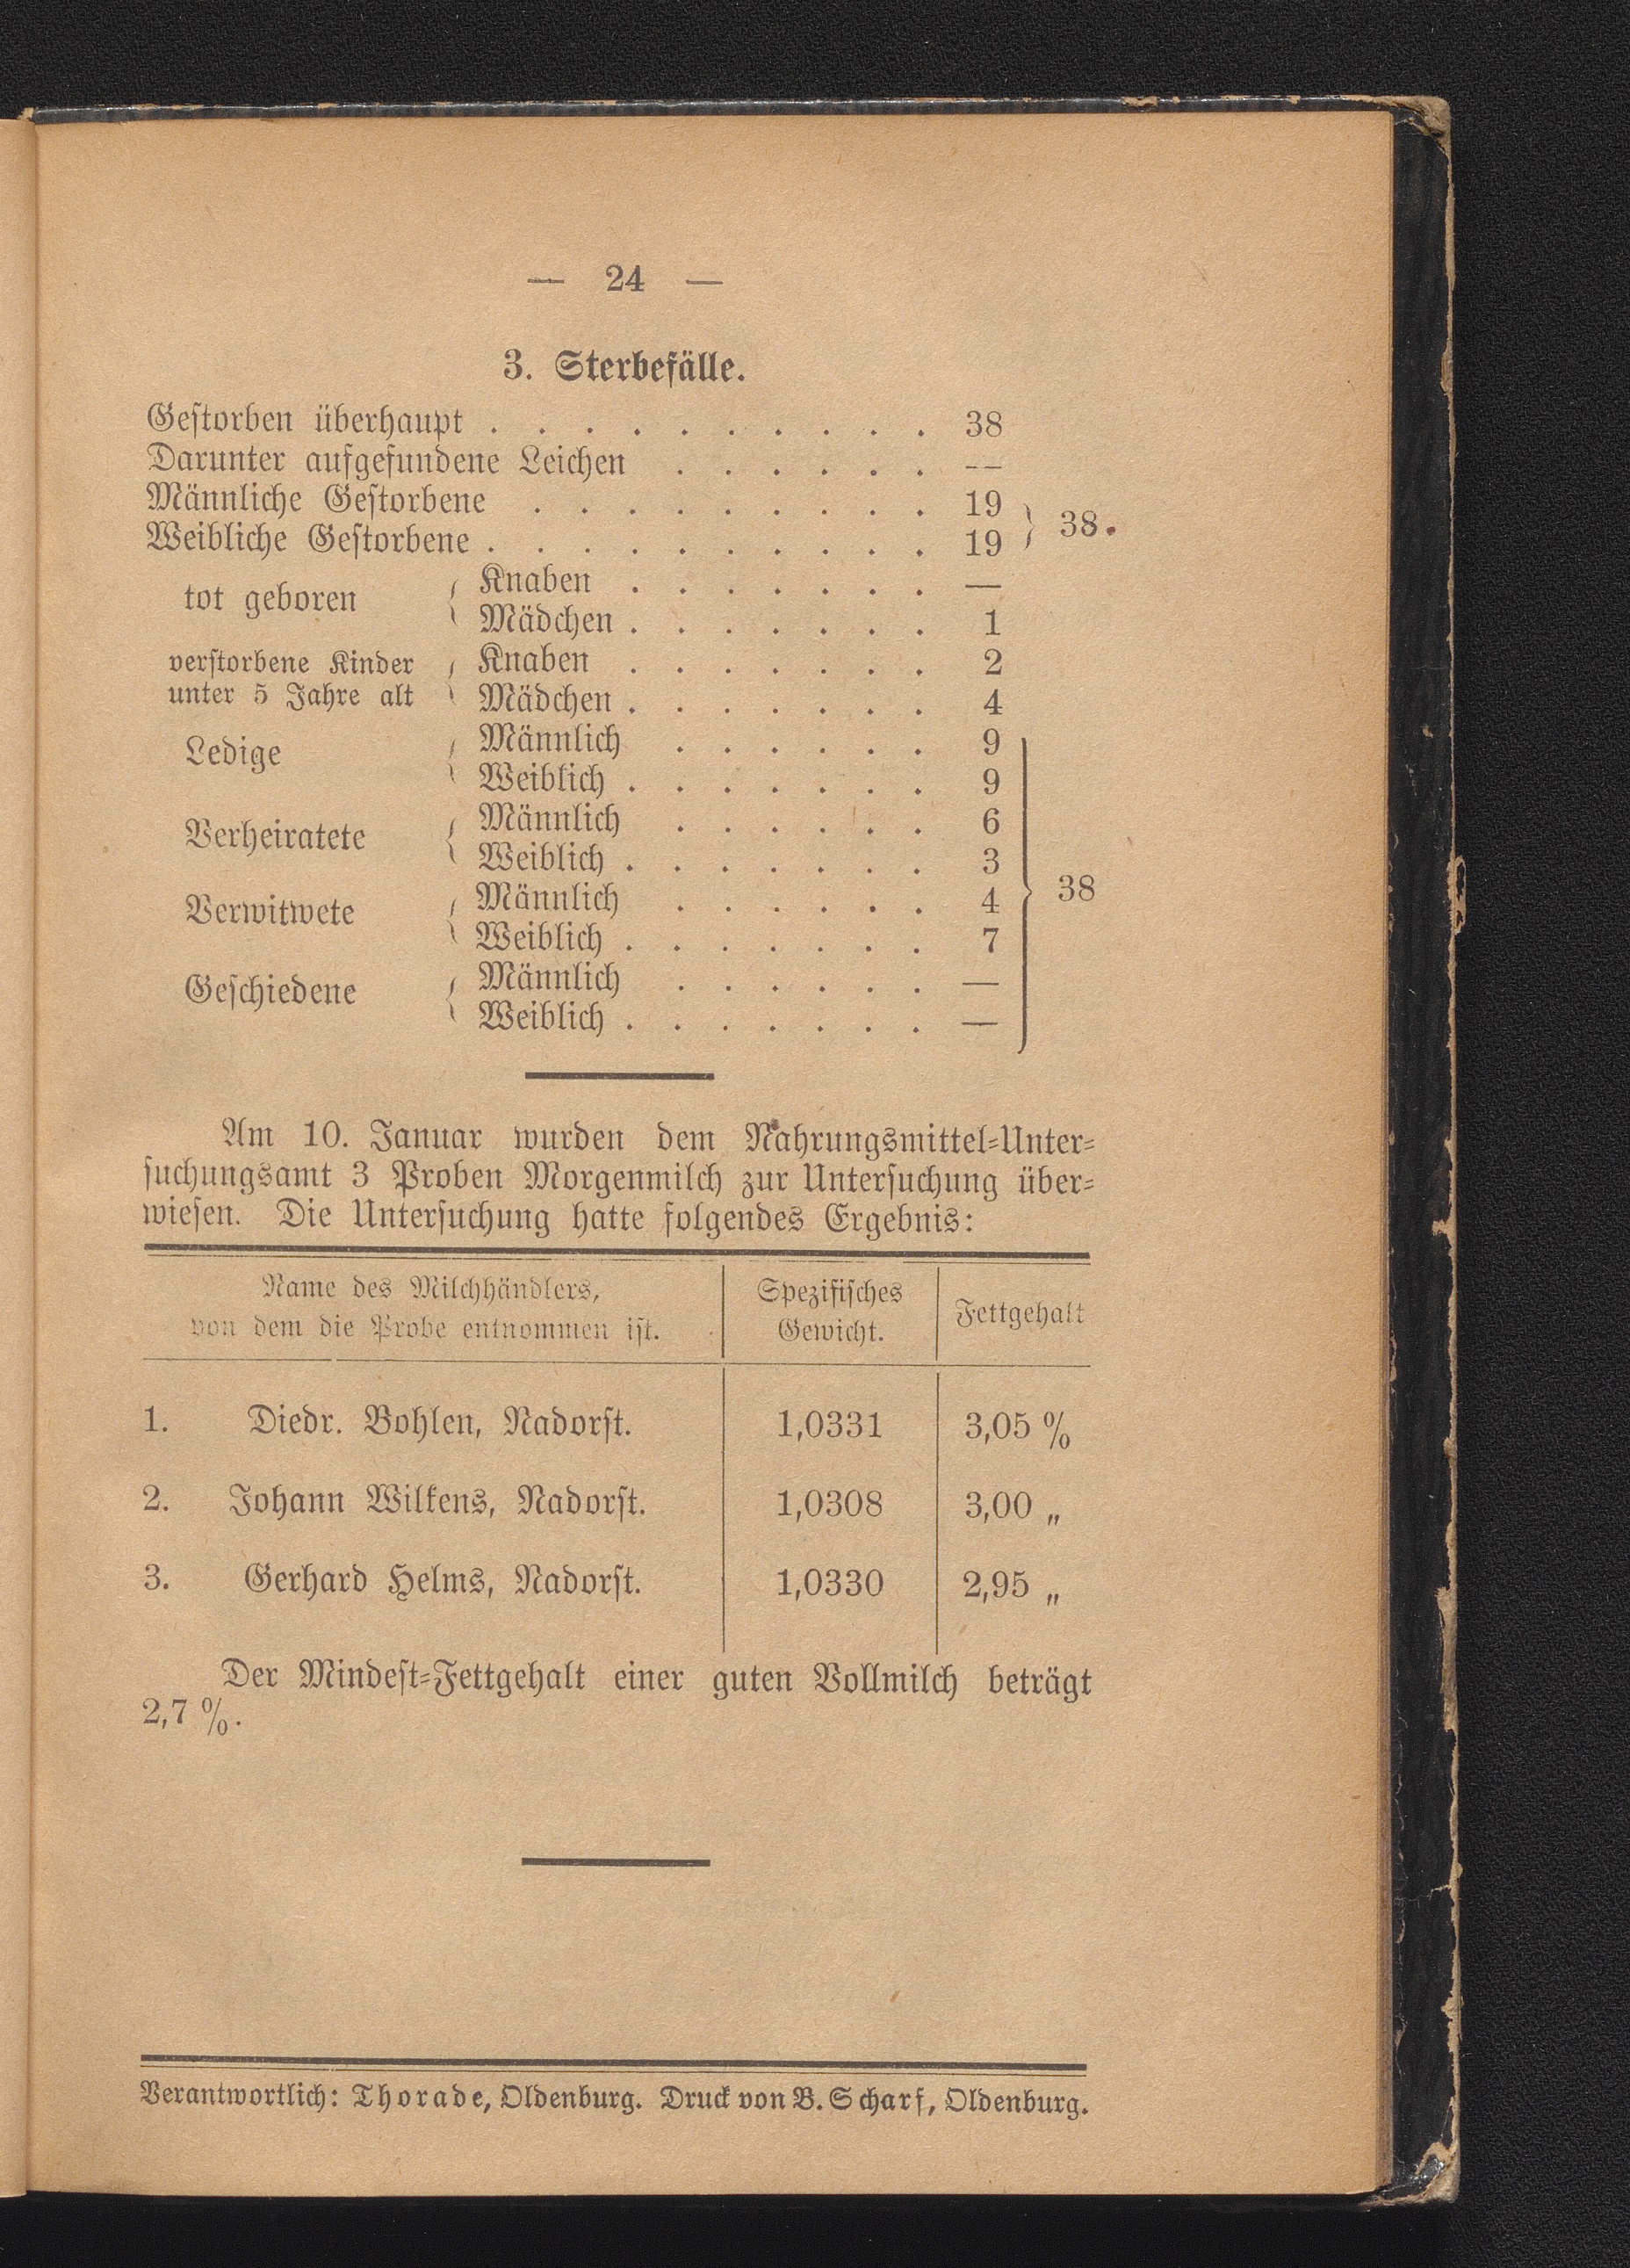 — 24 —
3. Sterbefälle.
Gestorben überhaupt . . . . . . . . . . 38
Darunter aufgefundene Leichen . . . . . . —
Männliche Gestorbene . . . . . . . . . 19
Weibliche Gestorbene . . . . . . . . . . 19 } 38.
tot geboren { Knaben . . . . . . . —
Mädchen . . . . . . . 1
verstorbene Kinder unter 5 Jahre alt { Knaben . . . . . . . 2
Mädchen . . . . . . . 4
Ledige { Männlich . . . . . . 9
Weiblich . . . . . . . 9
Verheiratete { Männlich . . . . . . 6
Weiblich . . . . . . . 3
Verwitwete { Männlich . . . . . . 4 } 38
Weiblich . . . . . . . 7
Geschiedene { Männlich . . . . . . —
Weiblich . . . . . . . —
Am 10. Januar wurden dem Nahrungsmittel-Unter-
suchungsamt 3 Proben Morgenmilch zur Untersuchung über-
wiesen. Die Untersuchung hatte folgendes Ergebnis:
Name des Milchhändlers,
von dem die Probe entnommen ist.
Spezifisches
Gewicht.
Fettgehalt
1. Diedr. Bohlen, Nadorst. 1,0331 3,05 %
2. Johann Wilkens, Nadorst. 1,0308 3,00 „
3. Gerhard Helms, Nadorst. 1,0330 2,95 „
Der Mindest-Fettgehalt einer guten Vollmilch beträgt
2,7 %.
Verantwortlich: Thorade, Oldenburg. Druck von B. Scharf, Oldenburg.